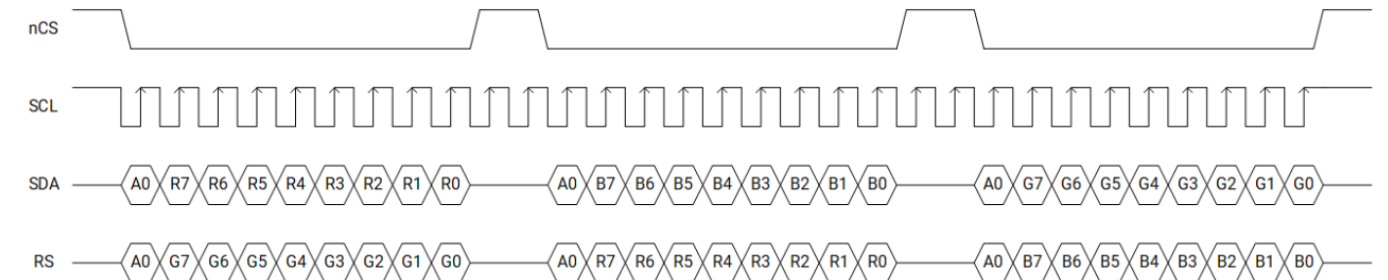 nCS
SCL
SDA A0 R7 R6 R5 R4 R3 R2 R1 R0 A0 B7 B6 B5 B4 B3 B2 B1 B0 A0 G7 G6 G5 G4 G3 G2 G1 G0
RS A0 G7 G6 G5 G4 G3 G2 G1 G0 A0 R7 R6 R5 R4 R3 R2 R1 R0 A0 B7 B6 B5 B4 B3 B2 B1 B0